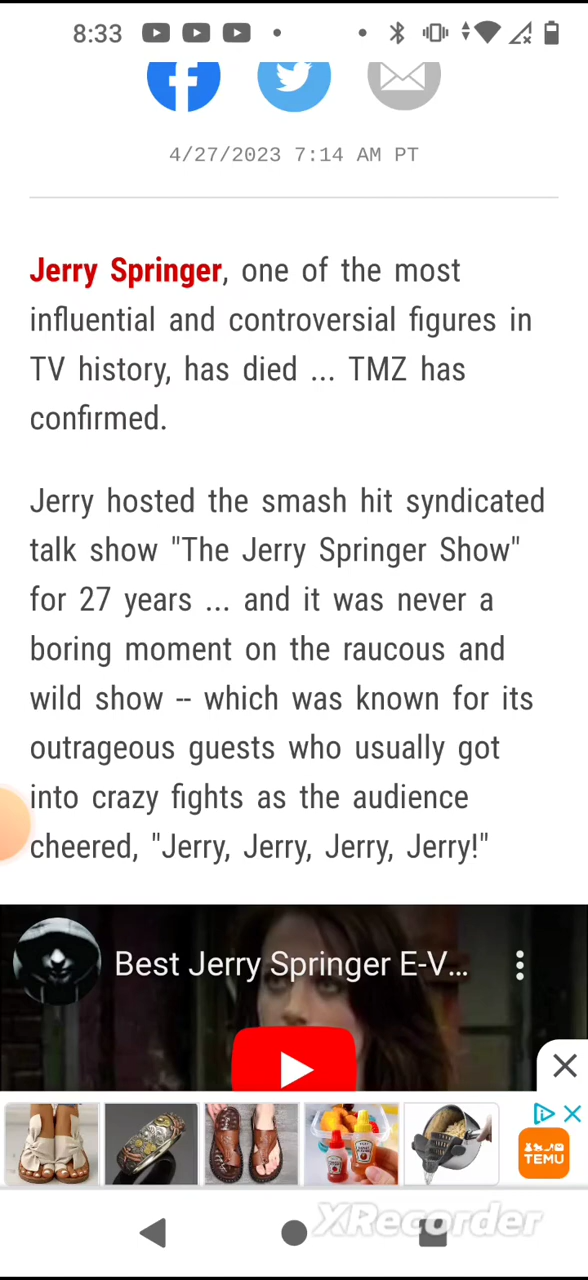 8:33
4/27/2023 7:14 AM PT
Jerry Springer, one of the most
influential and controversial figures in
TV history, has died ... TMZ has
confirmed.
Jerry hosted the smash hit syndicated
talk show "The Jerry Springer Show"
for 27 years ... and it was never a
boring moment on the raucous and
wild show -- which was known for its
outrageous guests who usually got
into crazy fights as the audience
cheered, "Jerry, Jerry, Jerry, Jerry!"
Best Jerry Springer E-V...
TEMU
XRecorder